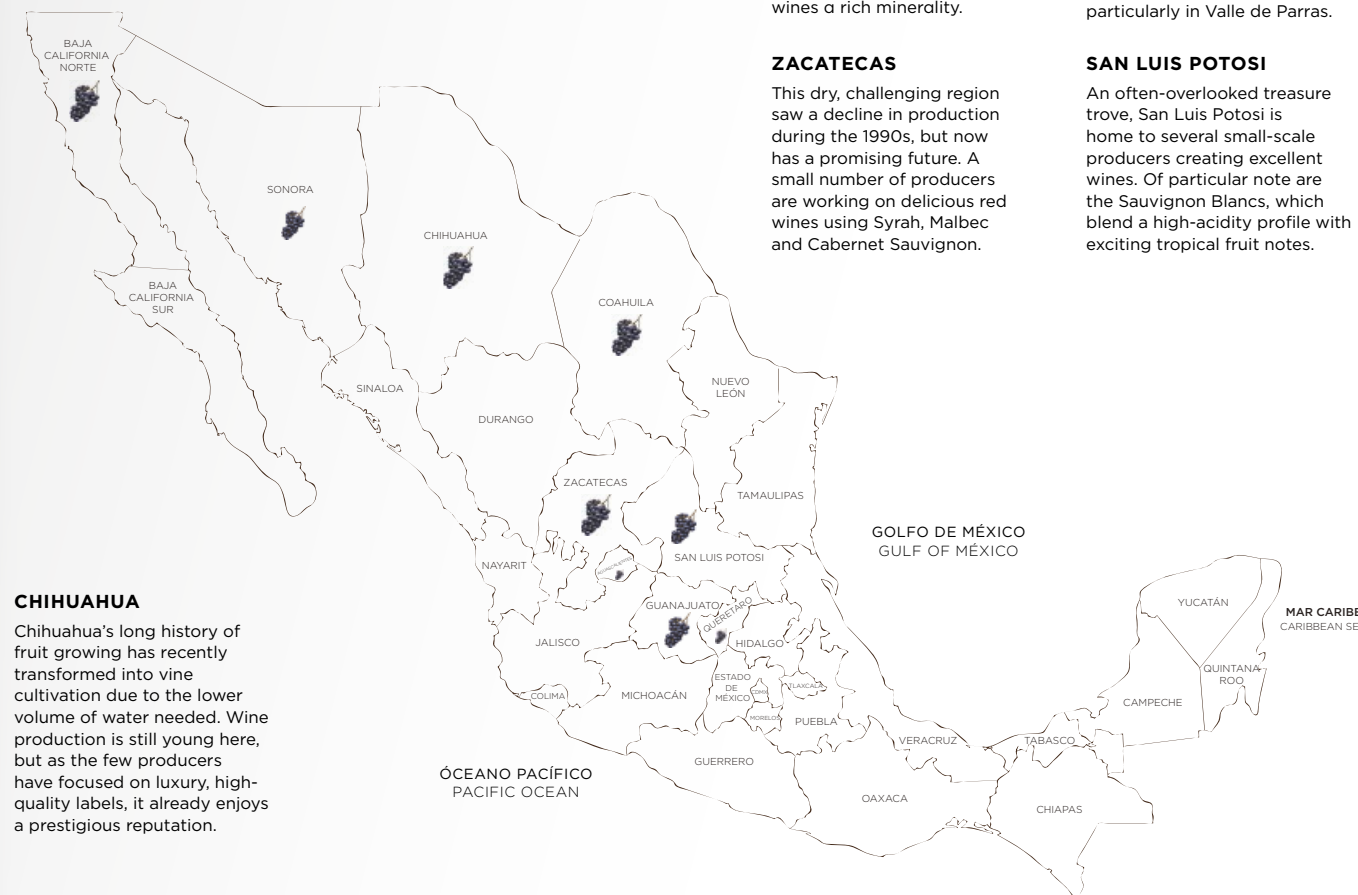 wines a rich minerality.
particularly in Valle de Parras.
ZACATECAS
This dry, challenging region
saw a decline in production
during the 1990s, but now
has a promising future. A
small number of producers
are working on delicious red
wines using Syrah, Malbec
and Cabernet Sauvignon.
SAN LUIS POTOSI
An often-overlooked treasure
trove, San Luis Potosi is
home to several small-scale
producers creating excellent
wines. Of particular note are
the Sauvignon Blancs, which
blend a high-acidity profile with
exciting tropical fruit notes.
BAJA
CALIFORNIA
NORTE
SONORA
CHIHUAHUA
BAJA
CALIFORNIA
SUR
COAHUILA
SINALOA
NUEVO
LEÓN
DURANGO
ZACATECAS
TAMAULIPAS
GOLFO DE MÉXICO
GULF OF MÉXICO
NAYARIT
AGUASCALIENTES
SAN LUIS POTOSI
GUANAJUATO
QUERÉTARO
YUCATÁN
MAR CARIBE
CARIBBEAN SE
JALISCO
HIDALGO
QUINTANA
ROO
COLIMA
MICHOACÁN
ESTADO
DE
MÉXICO
CDMX
TLAXCALA
MORELOS
PUEBLA
CAMPECHE
VERACRUZ
TABASCO
GUERRERO
OAXACA
CHIAPAS
ÓCEANO PACÍFICO
PACIFIC OCEAN
CHIHUAHUA
Chihuahua’s long history of
fruit growing has recently
transformed into vine
cultivation due to the lower
volume of water needed. Wine
production is still young here,
but as the few producers
have focused on luxury, high-
quality labels, it already enjoys
a prestigious reputation.